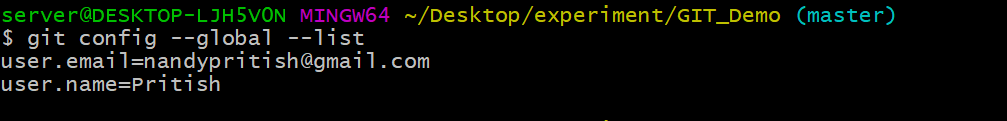 server@DESKTOP-LJH5V0N MINGW64 ~/Desktop/experiment/GIT_Demo (master)
$ git config --global --list
user.email=nandypritish@gmail.com
user.name=Pritish